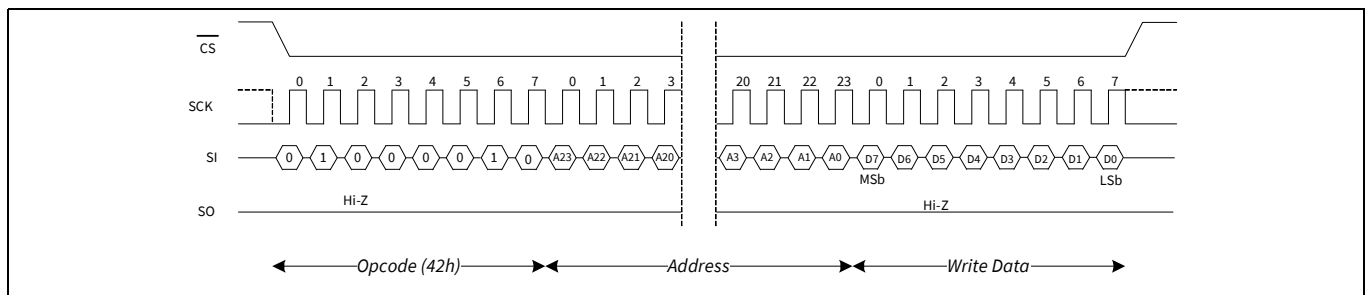 CS
0 1 2 3 4 5 6 7 0 1 2 3 20 21 22 23 0 1 2 3 4 5 6 7
SCK
SI 0 1 0 0 0 0 1 0 A23 A22 A21 A20 A3 A2 A1 A0 D7 D6 D5 D4 D3 D2 D1 D0
MSb LSb
Hi-Z Hi-Z
SO
Opcode (42h) Address Write Data